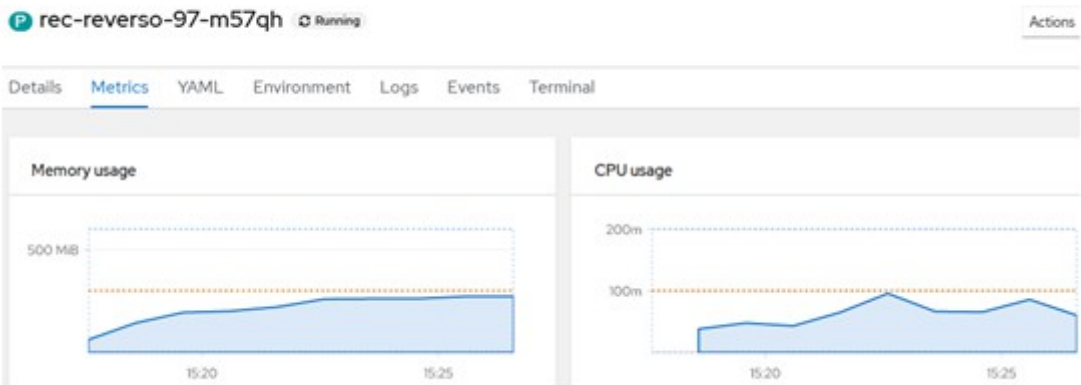 P rec-reverso-97-m57qh Running
Actions
Details Metrics YAML Environment Logs Events Terminal
Memory usage
500 MiB
15:20 15:25
CPU usage
200m
100m
15:20 15:25